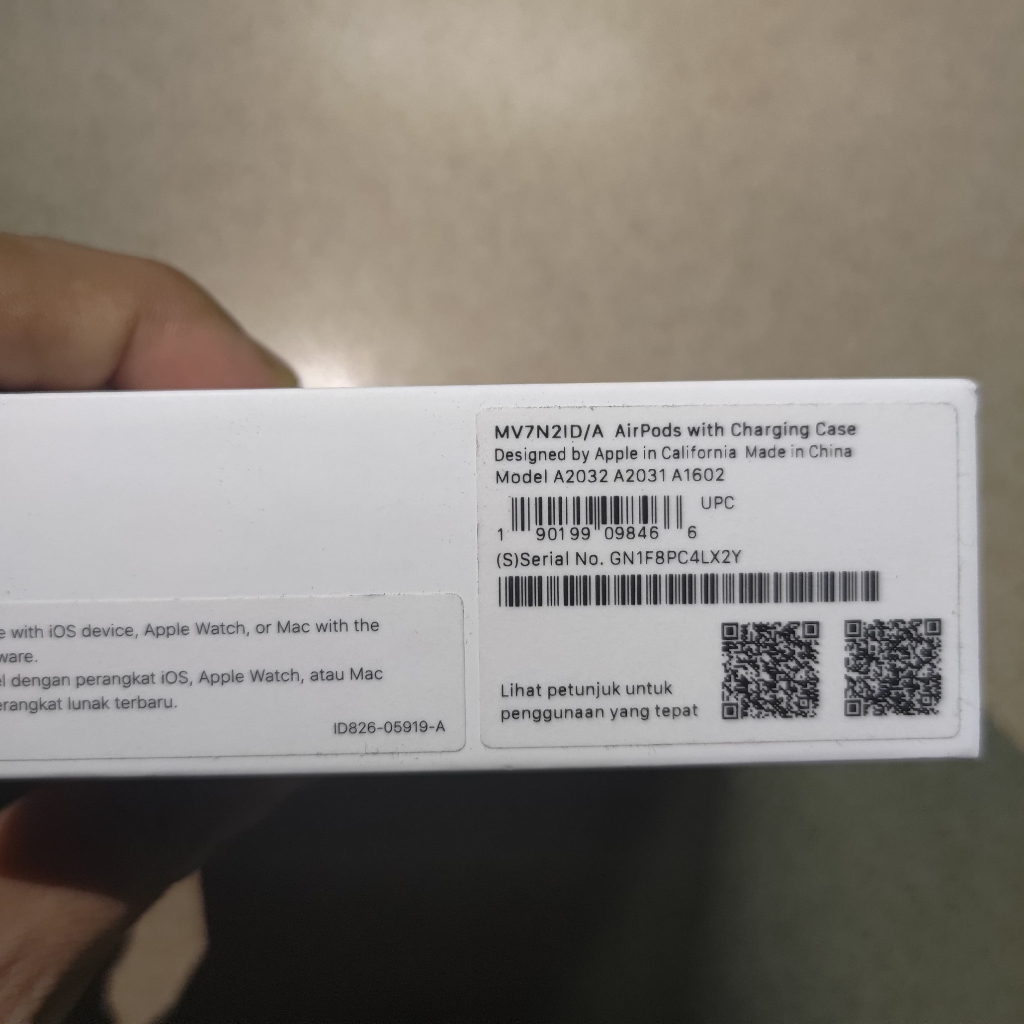 e with iOS device, Apple Watch, or Mac with the
ware.
el dengan perangkat iOS, Apple Watch, atau Mac
erangkat lunak terbaru.
ID826-05919-A
MV7N2ID/A AirPods with Charging Case
Designed by Apple in California Made in China
Model A2032 A2031 A1602
UPC
1 90199 09846 6
(S)Serial No. GN1F8PC4LX2Y
Lihat petunjuk untuk
penggunaan yang tepat